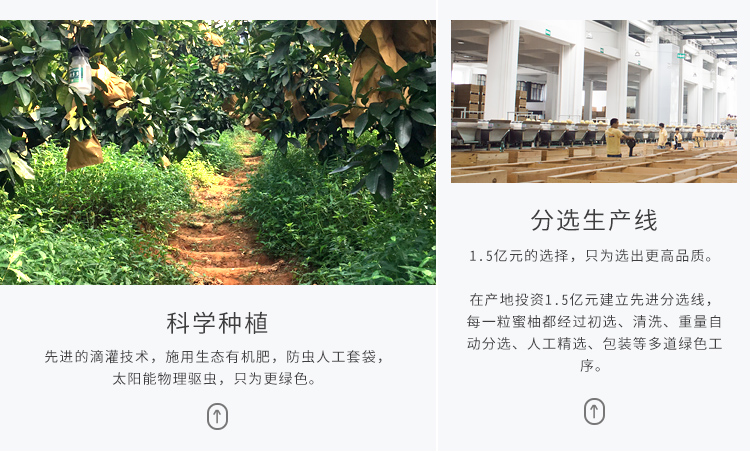 科学种植
先进的滴灌技术，施用生态有机肥，防虫人工套袋，
太阳能物理驱虫，只为更绿色。
分选生产线
1.5亿元的选择，只为选出更高品质。
在产地投资1.5亿元建立先进分选线，
每一粒蜜柚都经过初选、清洗、重量自
动分选、人工精选、包装等多道绿色工
序。